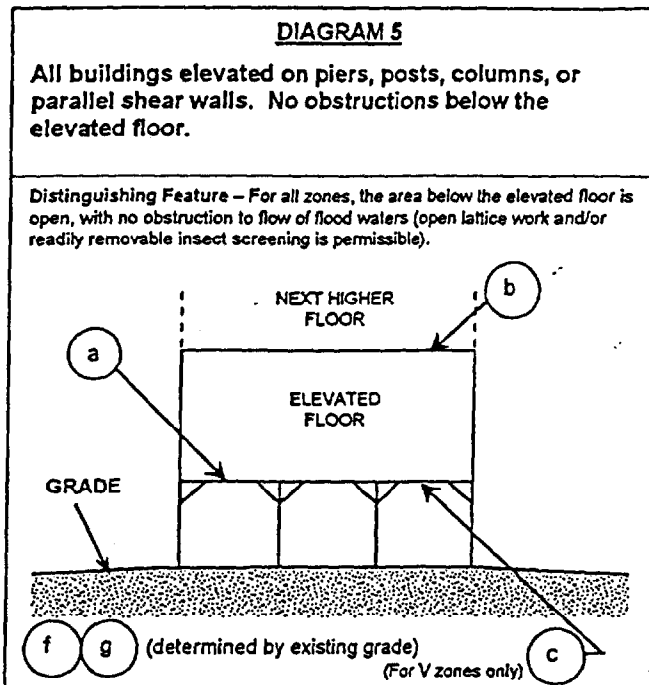 DIAGRAM 5
All buildings elevated on piers, posts, columns, or
parallel shear walls. No obstructions below the
elevated floor.
Distinguishing Feature – For all zones, the area below the elevated floor is
open, with no obstruction to flow of flood waters (open lattice work and/or
readily removable insect screening is permissible).
NEXT HIGHER
FLOOR
b
a
ELEVATED
FLOOR
GRADE
f g (determined by existing grade)
(For V zones only) c